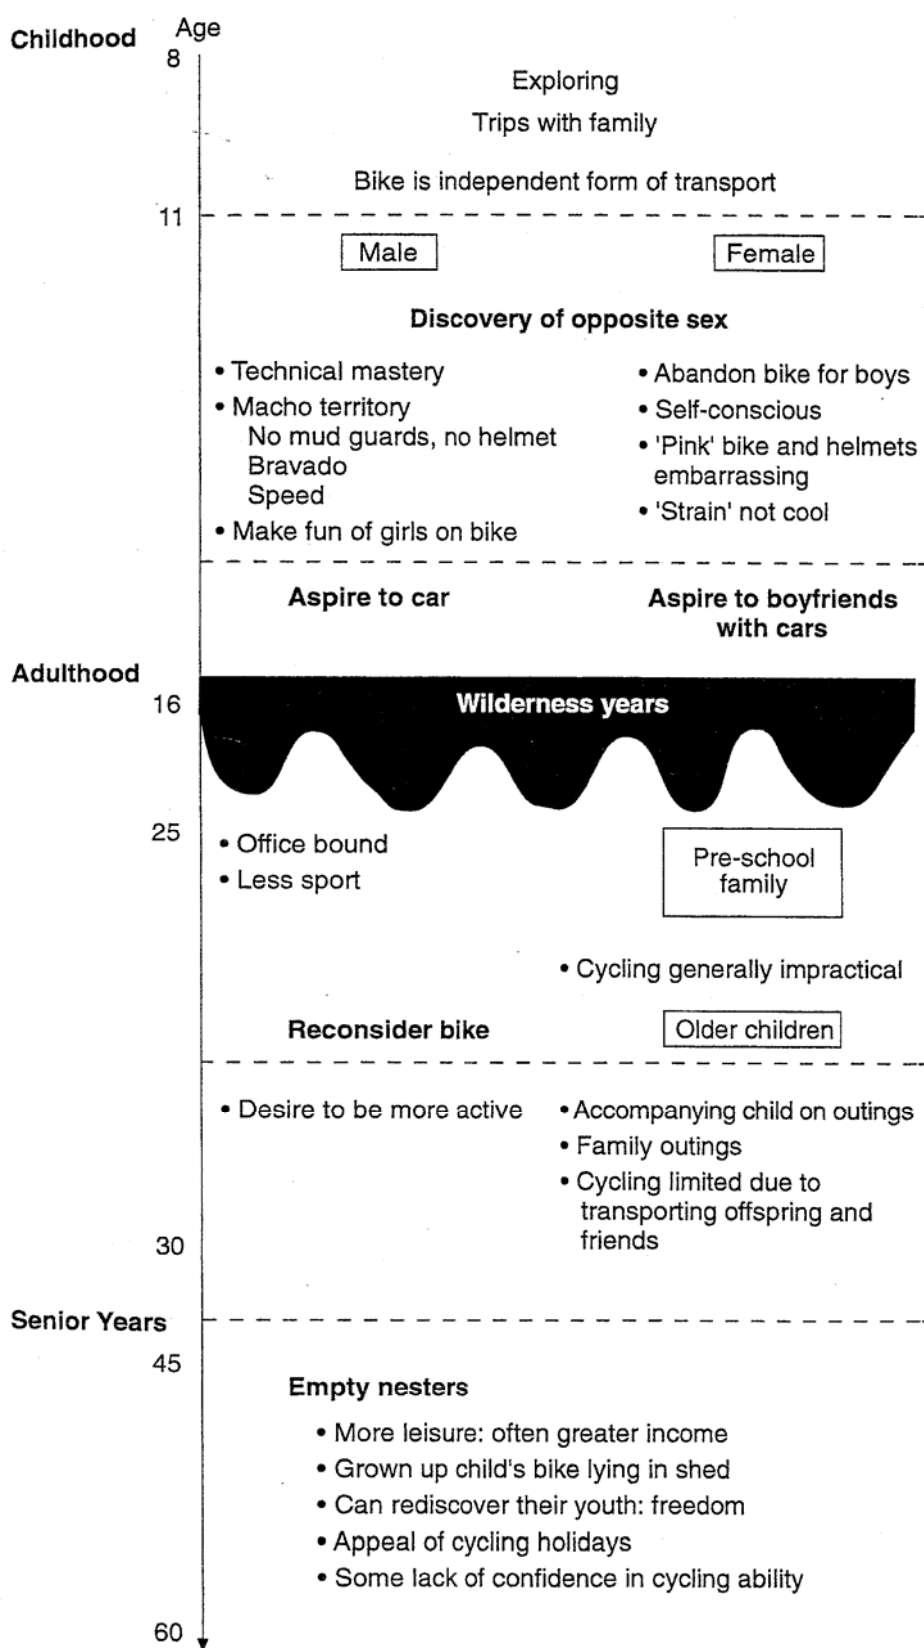 Childhood
Age
8
Exploring
Trips with family
Bike is independent form of transport
11
Male
Female
Discovery of opposite sex
• Technical mastery
• Macho territory
No mud guards, no helmet
Bravado
Speed
• Make fun of girls on bike
• Abandon bike for boys
• Self-conscious
• 'Pink' bike and helmets
embarrassing
• 'Strain' not cool
Aspire to car
Aspire to boyfriends
with cars
Adulthood
16
Wilderness years
25
• Office bound
• Less sport
Pre-school
family
• Cycling generally impractical
Reconsider bike
Older children
• Desire to be more active
• Accompanying child on outings
• Family outings
• Cycling limited due to
transporting offspring and
friends
30
Senior Years
45
Empty nesters
• More leisure: often greater income
• Grown up child's bike lying in shed
• Can rediscover their youth: freedom
• Appeal of cycling holidays
• Some lack of confidence in cycling ability
60